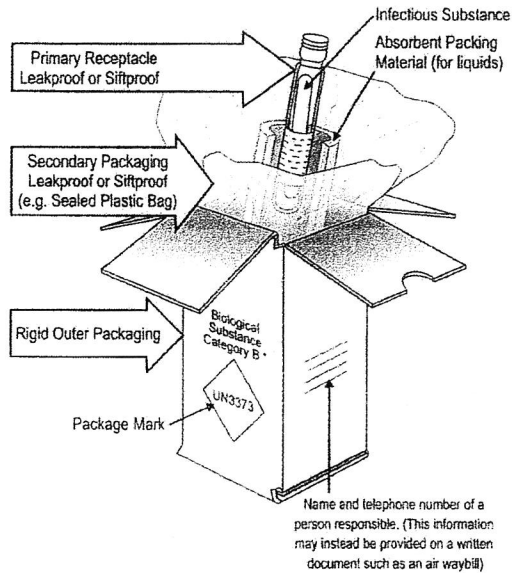 Infectious Substance
Absorbent Packing
Material (for liquids)
Primary Receptacle
Leakproof or Siftproof
Secondary Packaging
Leakproof or Siftproof
(e.g. Sealed Plastic Bag)
Rigid Outer Packaging
Biological
Substance
Category B *
UN3373
Package Mark
Name and telephone number of a
person responsible. (This information
may instead be provided on a written
document such as an air waybill)